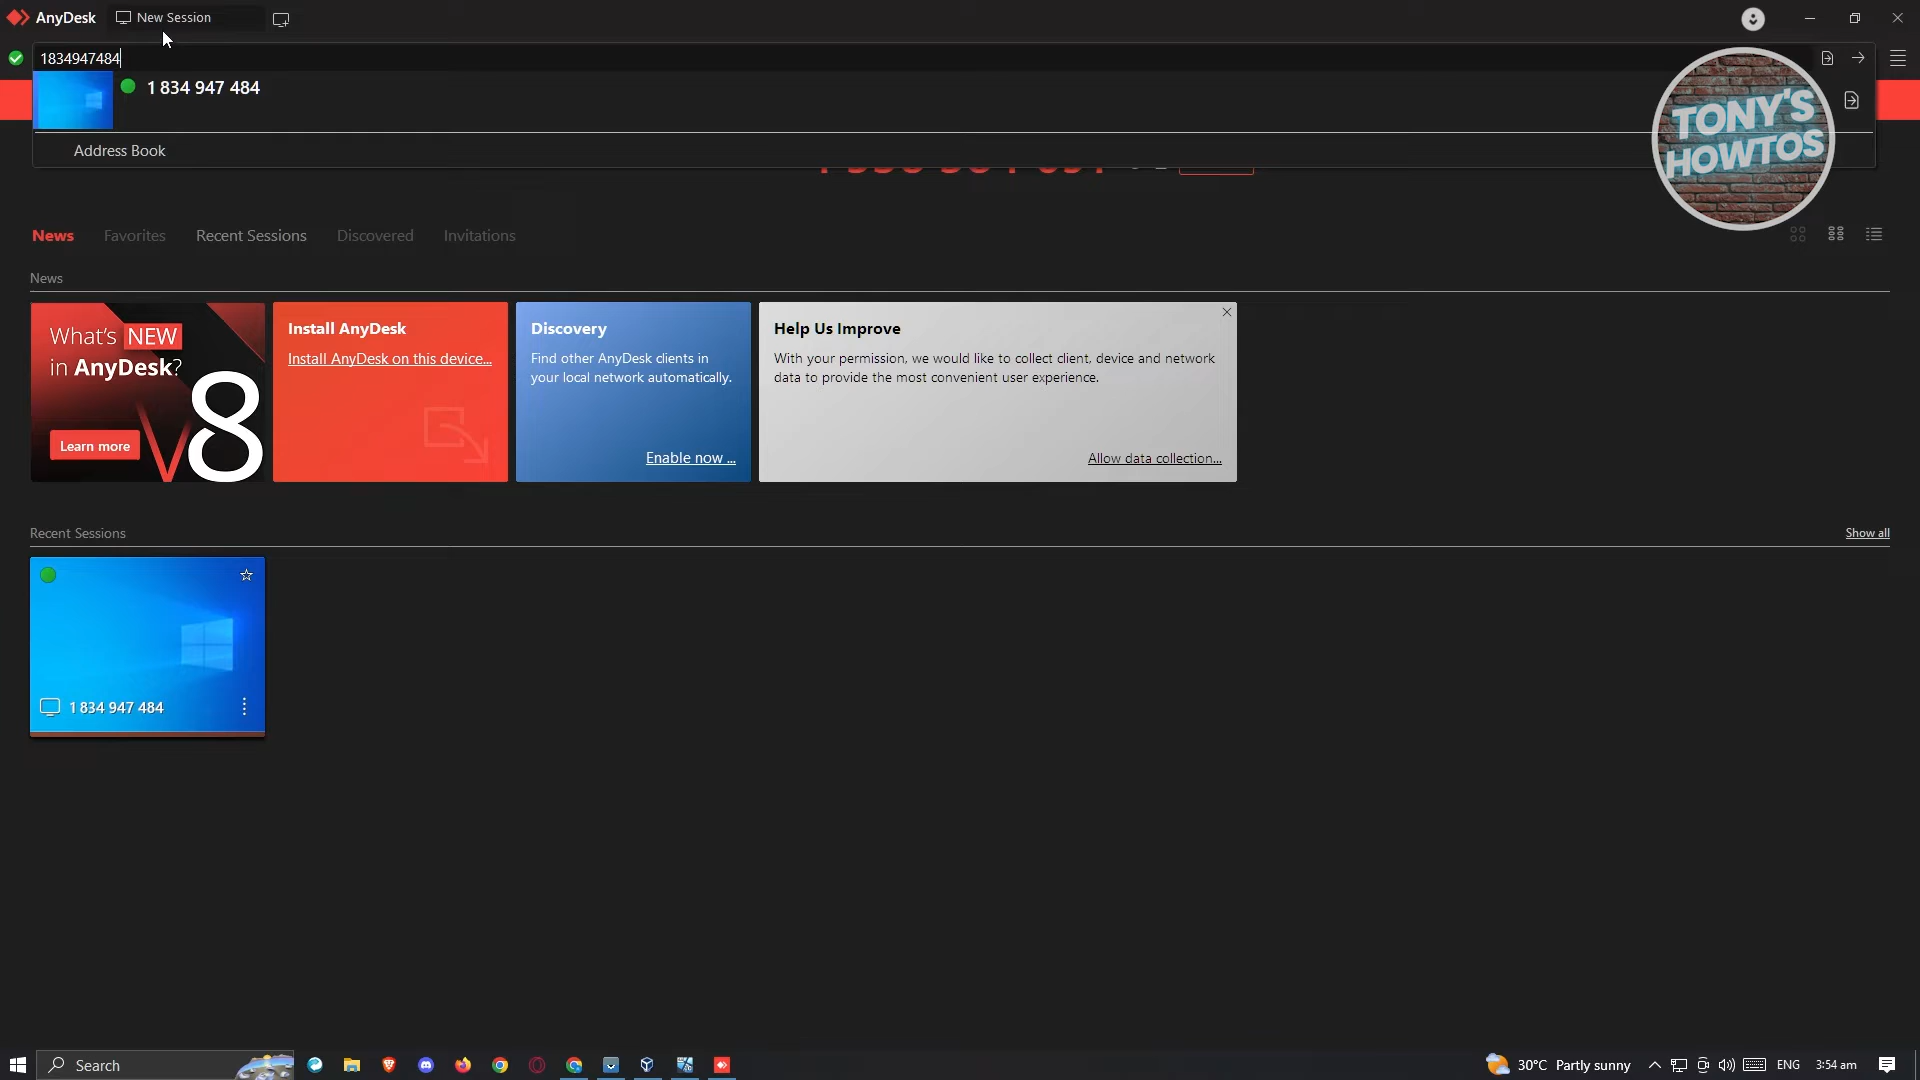 AnyDesk
New Session
1834947484
1 834 947 484
Address Book
TONY'S
HOWTOS
News
Favorites
Recent Sessions
Discovered
Invitations
News
What's NEW
in AnyDesk?
V8
Learn more
Install AnyDesk
Install AnyDesk on this device...
Discovery
Find other AnyDesk clients in
your local network automatically.
Enable now ...
Help Us Improve
With your permission, we would like to collect client, device and network
data to provide the most convenient user experience.
Allow data collection...
Recent Sessions
Show all
1 834 947 484
Search
30°C Partly sunny
ENG
3:54 am